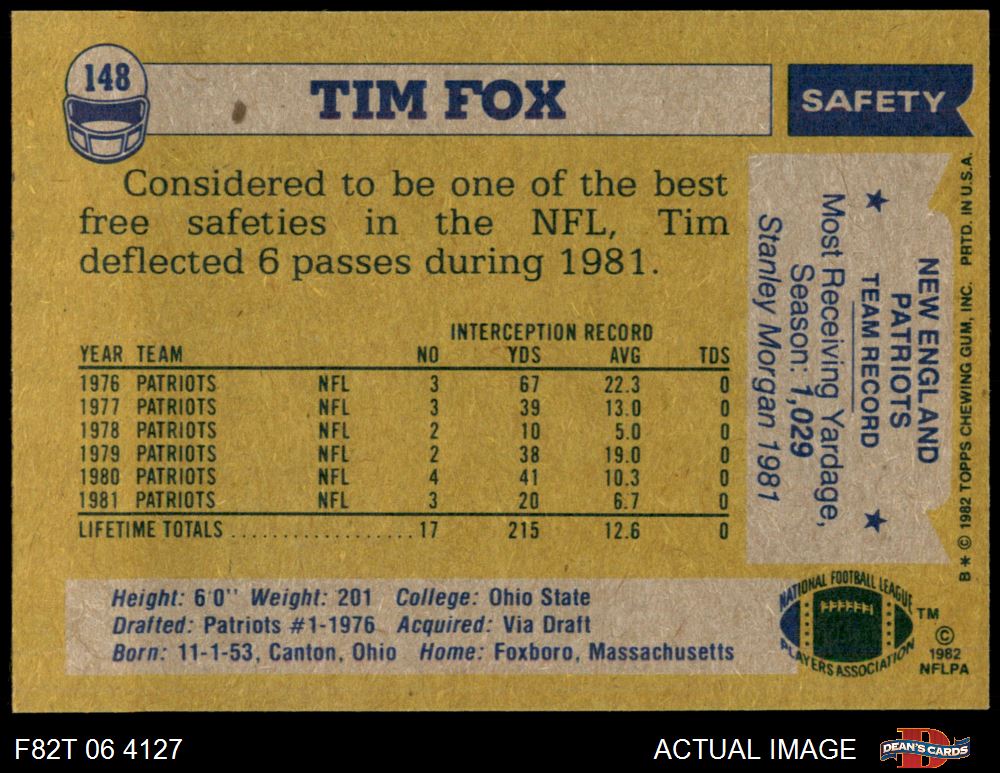 148
TIM FOX
SAFETY
Considered to be one of the best
free safeties in the NFL, Tim
deflected 6 passes during 1981.
INTERCEPTION RECORD
YEAR TEAM NO YDS AVG TDS
1976 PATRIOTS NFL 3 67 22.3 0
1977 PATRIOTS NFL 3 39 13.0 0
1978 PATRIOTS NFL 2 10 5.0 0
1979 PATRIOTS NFL 2 38 19.0 0
1980 PATRIOTS NFL 4 41 10.3 0
1981 PATRIOTS NFL 3 20 6.7 0
LIFETIME TOTALS ..................17 215 12.6 0
Height: 6'0" Weight: 201 College: Ohio State
Drafted: Patriots #1-1976 Acquired: Via Draft
Born: 11-1-53, Canton, Ohio Home: Foxboro, Massachusetts
NEW ENGLAND
PATRIOTS
★ TEAM RECORD ★
Most Receiving Yardage,
Season: 1,029
Stanley Morgan 1981
B * © 1982 TOPPS CHEWING GUM, INC. PRTD. IN U.S.A.
NATIONAL FOOTBALL LEAGUE
PLAYERS ASSOCIATION
TM
©
1982
NFLPA
F82T 06 4127
ACTUAL IMAGE
DEAN'S CARDS